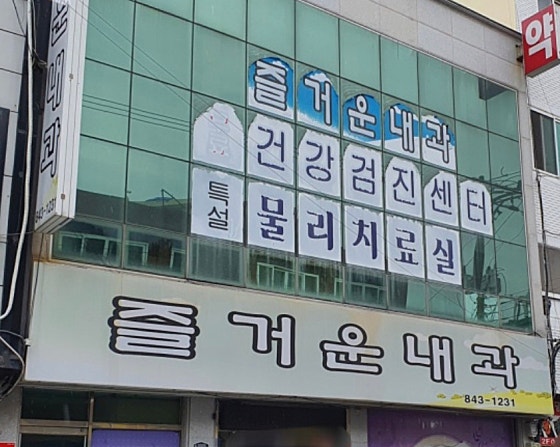 즐거운내과
건강검진센터
특설 물리치료실
즐거운내과
843-1231
운내과
843-1231
약